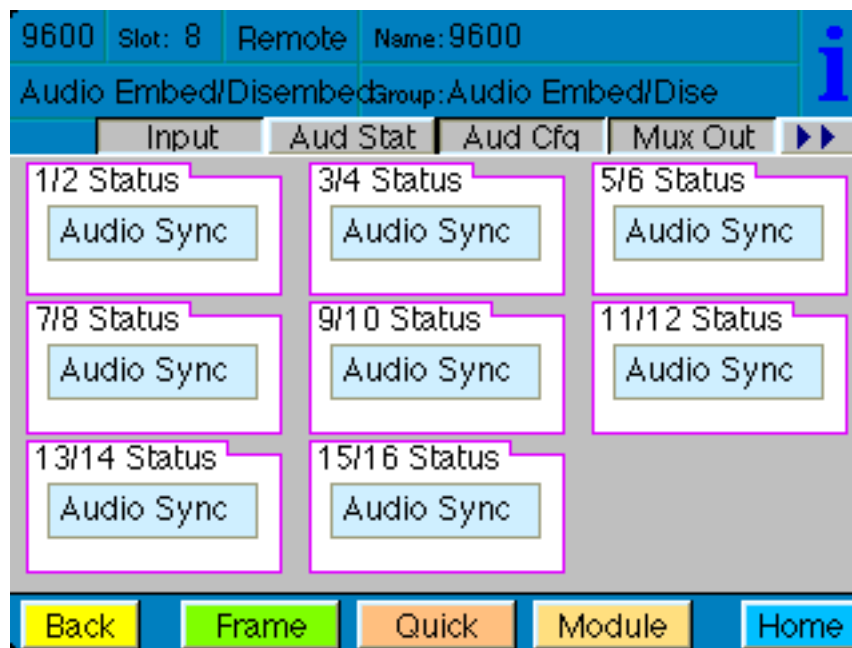 9600 Slot: 8 Remote Name:9600
Audio Embed/Disembed Group:Audio Embed/Dise
Input Aud Stat Aud Cfg Mux Out
1/2 Status 3/4 Status 5/6 Status
Audio Sync Audio Sync Audio Sync
7/8 Status 9/10 Status 11/12 Status
Audio Sync Audio Sync Audio Sync
13/14 Status 15/16 Status
Audio Sync Audio Sync
Back Frame Quick Module Home